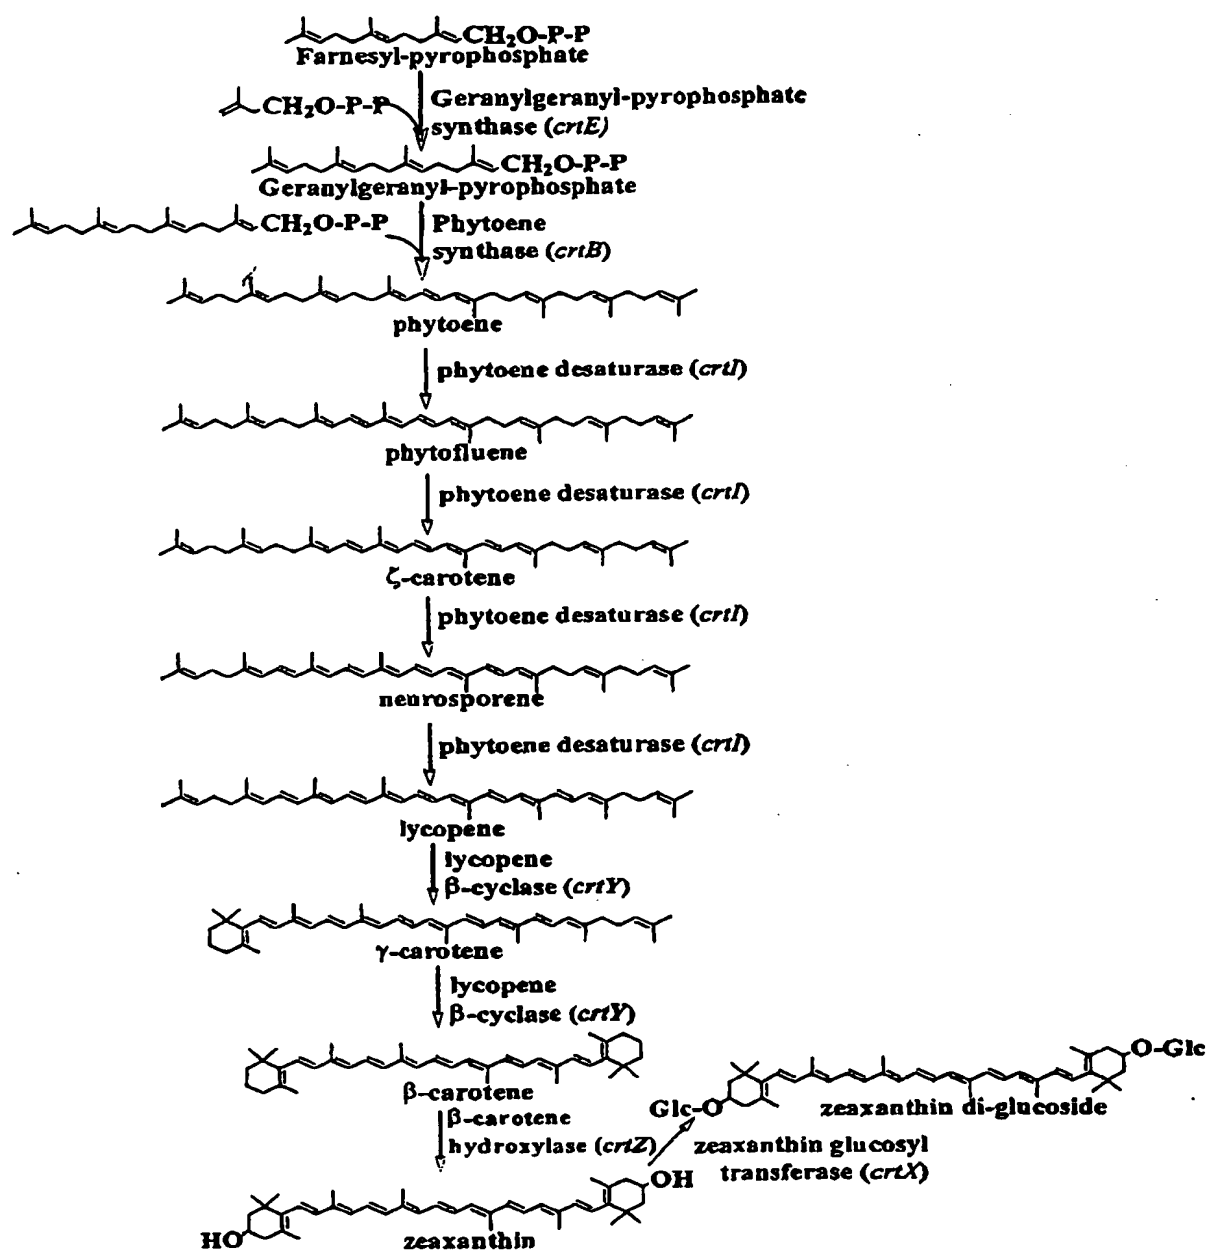 CH2O-P-P
Farnesyl-pyrophosphate
CH2O-P-P
Geranylgeranyl-pyrophosphate
synthase (crtE)
CH2O-P-P
Geranylgeranyl-pyrophosphate
CH2O-P-P
Phytoene
synthase (crtB)
phytoene
phytoene desaturase (crtI)
phytofluene
phytoene desaturase (crtI)
ζ-carotene
phytoene desaturase (crtI)
neurosporene
phytoene desaturase (crtI)
lycopene
lycopene
β-cyclase (crtY)
γ-carotene
lycopene
β-cyclase (crtY)
β-carotene
β-carotene
hydroxylase (crtZ)
O-Glc
Glc-O
zeaxanthin di-glucoside
zeaxanthin glucosyl
transferase (crtX)
OH
HO
zeaxanthin